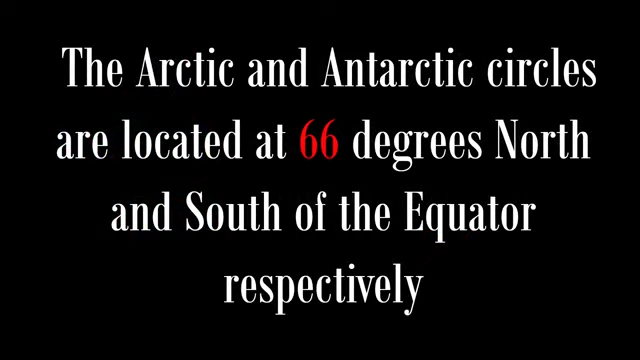 The Arctic and Antarctic circles
are located at 66 degrees North
and South of the Equator
respectively